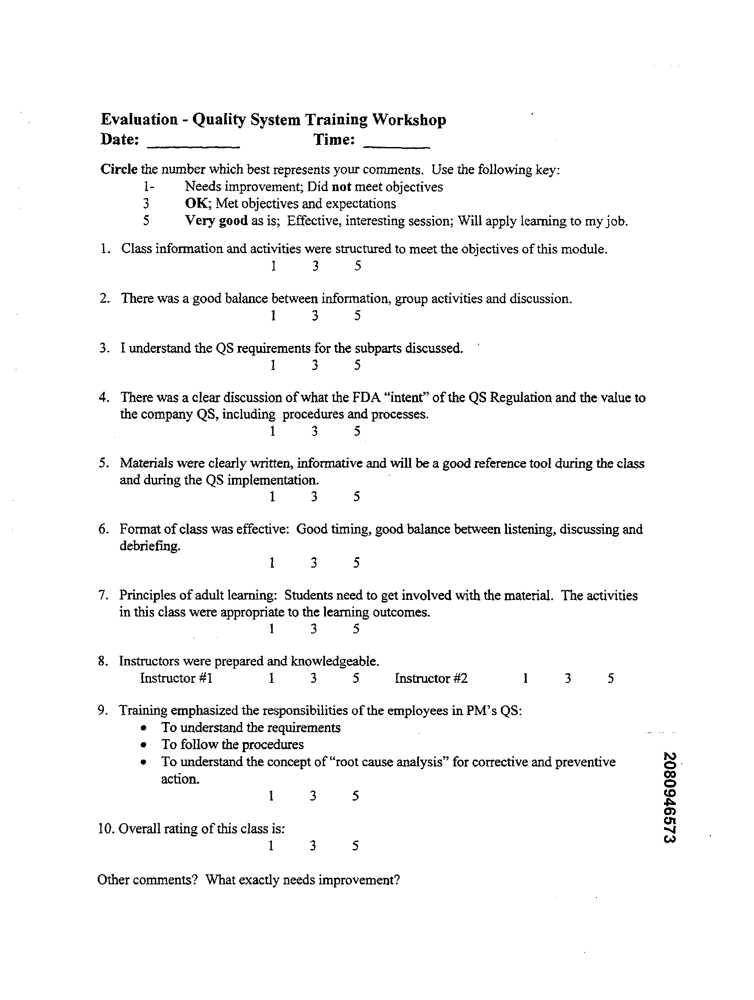 Evaluation - Quality System Training Workshop
Date: ___________ Time: ________
Circle the number which best represents your comments. Use the following key:
1- Needs improvement; Did not meet objectives
3 OK; Met objectives and expectations
5 Very good as is; Effective, interesting session; Will apply learning to my job.
1. Class information and activities were structured to meet the objectives of this module.
1 3 5
2. There was a good balance between information, group activities and discussion.
1 3 5
3. I understand the QS requirements for the subparts discussed.
1 3 5
4. There was a clear discussion of what the FDA “intent” of the QS Regulation and the value to
the company QS, including procedures and processes.
1 3 5
5. Materials were clearly written, informative and will be a good reference tool during the class
and during the QS implementation.
1 3 5
6. Format of class was effective: Good timing, good balance between listening, discussing and
debriefing.
1 3 5
7. Principles of adult learning: Students need to get involved with the material. The activities
in this class were appropriate to the learning outcomes.
1 3 5
8. Instructors were prepared and knowledgeable.
Instructor #1 1 3 5 Instructor #2 1 3 5
9. Training emphasized the responsibilities of the employees in PM’s QS:
• To understand the requirements
• To follow the procedures
• To understand the concept of “root cause analysis” for corrective and preventive
action.
1 3 5
10. Overall rating of this class is:
1 3 5
Other comments? What exactly needs improvement?
2080946573